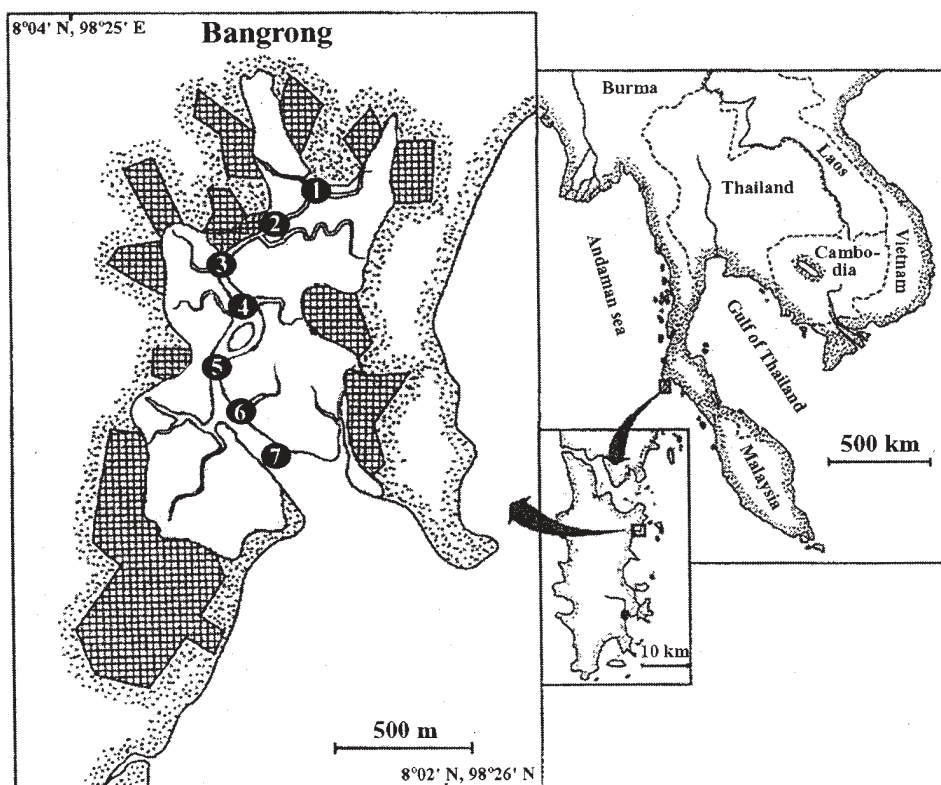 8°04' N, 98°25' E
Bangrong
1
2
3
4
5
6
7
500 m
8°02' N, 98°26' N
Burma
Laos
Thailand
Vietnam
Cambo-
dia
Andaman sea
Gulf of Thailand
Malaysia
500 km
10 km